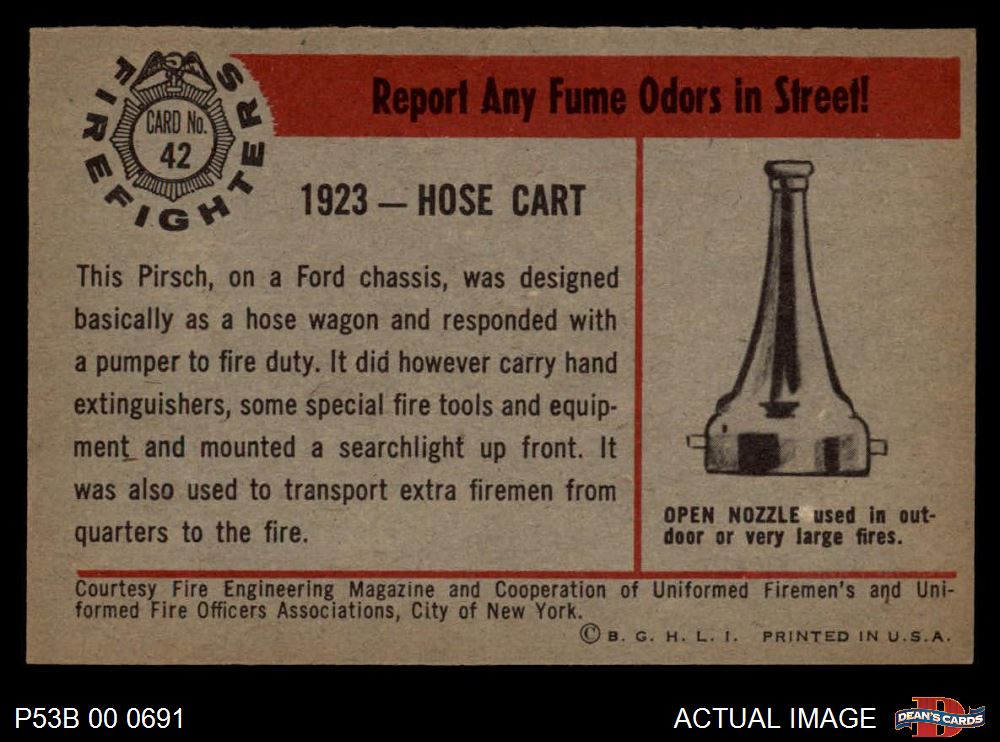 FIREFIGHTERS
CARD No.
42
Report Any Fume Odors in Street!
1923 — HOSE CART
This Pirsch, on a Ford chassis, was designed
basically as a hose wagon and responded with
a pumper to fire duty. It did however carry hand
extinguishers, some special fire tools and equip-
ment and mounted a searchlight up front. It
was also used to transport extra firemen from
quarters to the fire.
OPEN NOZZLE used in out-
door or very large fires.
Courtesy Fire Engineering Magazine and Cooperation of Uniformed Firemen's and Uni-
formed Fire Officers Associations, City of New York.
© B. G. H. L. I. PRINTED IN U.S.A.
P53B 00 0691
ACTUAL IMAGE
D
DEAN'S CARDS